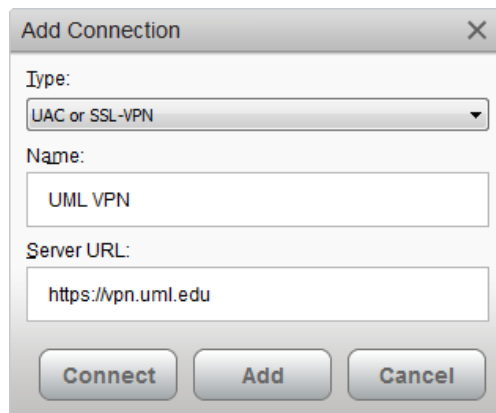 Add Connection
Type:
UAC or SSL-VPN
Name:
UML VPN
Server URL:
https://vpn.uml.edu
Connect Add Cancel